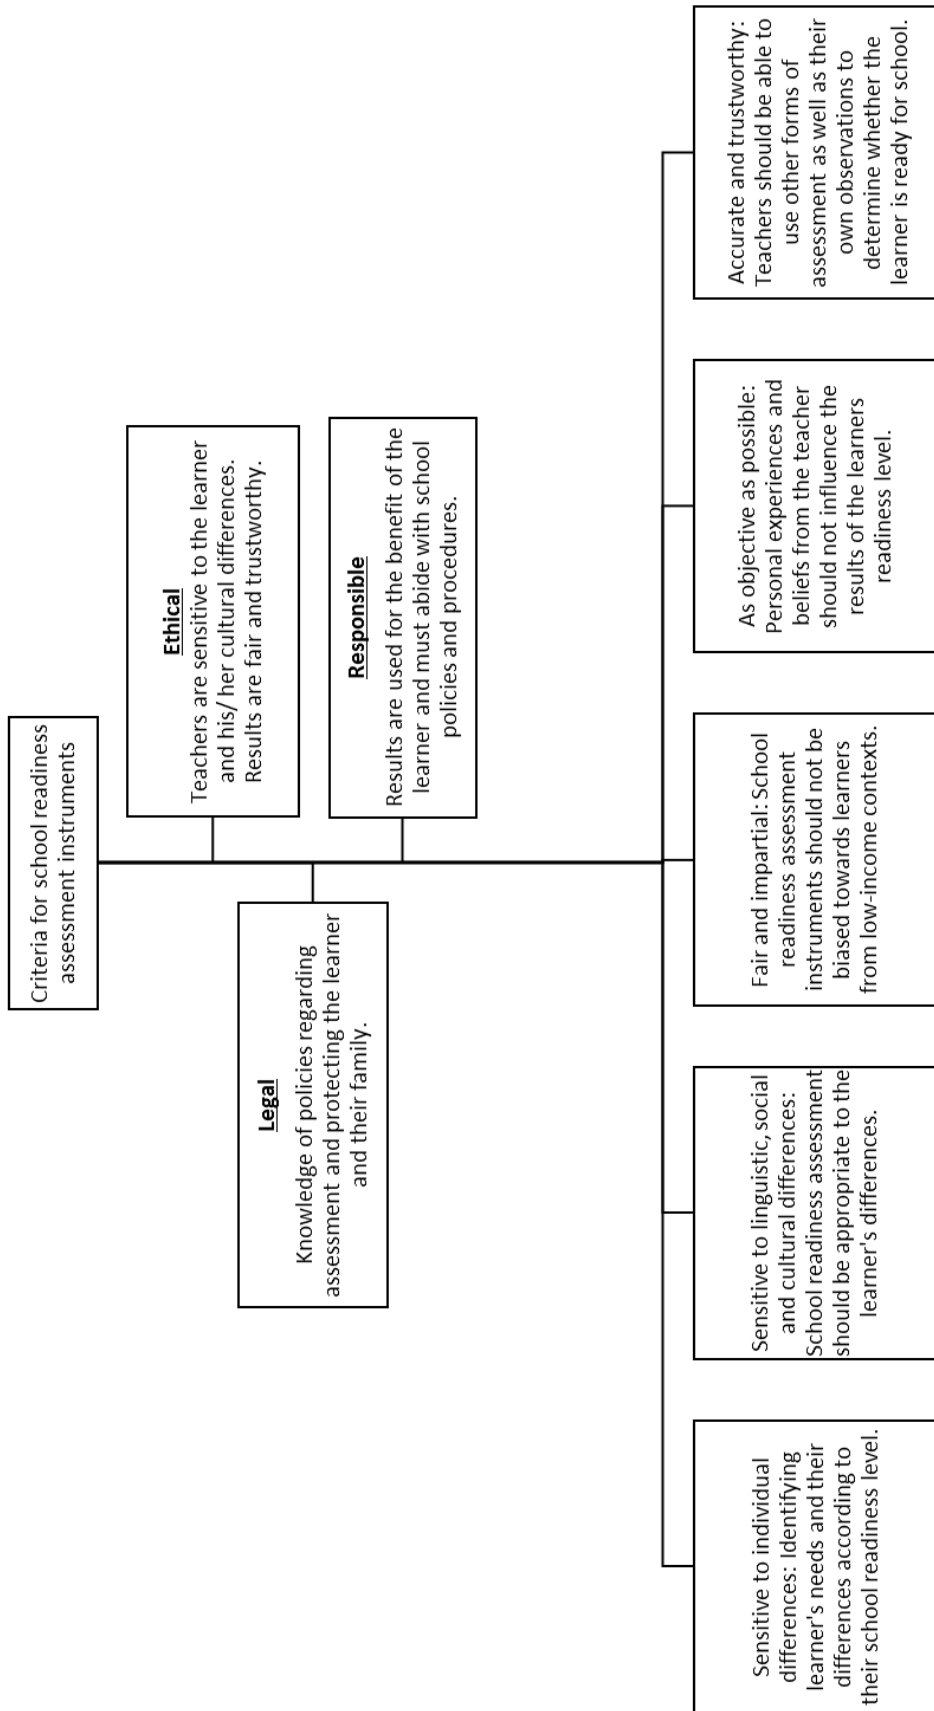 Criteria for school readiness
assessment instruments
Ethical
Teachers are sensitive to the learner
and his/ her cultural differences.
Results are fair and trustworthy.
Legal
Knowledge of policies regarding
assessment and protecting the learner
and their family.
Responsible
Results are used for the benefit of the
learner and must abide with school
policies and procedures.
Sensitive to individual
differences: Identifying
learner's needs and their
differences according to
their school readiness level.
Sensitive to linguistic, social
and cultural differences:
School readiness assessment
should be appropriate to the
learner's differences.
Fair and impartial: School
readiness assessment
instruments should not be
biased towards learners
from low-income contexts.
As objective as possible:
Personal experiences and
beliefs from the teacher
should not influence the
results of the learners
readiness level.
Accurate and trustworthy:
Teachers should be able to
use other forms of
assessment as well as their
own observations to
determine whether the
learner is ready for school.